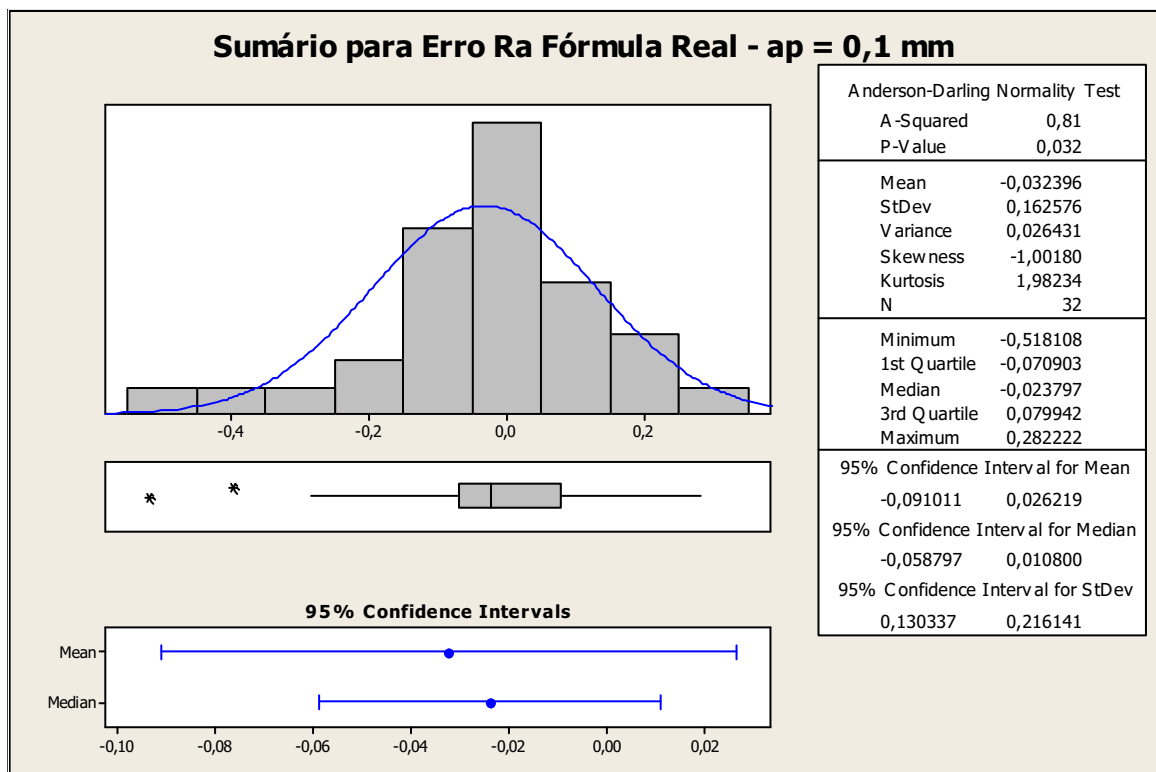 Sumário para Erro Ra Fórmula Real - ap = 0,1 mm
-0,4 -0,2 0,0 0,2
95% Confidence Intervals
Mean
Median
-0,10 -0,08 -0,06 -0,04 -0,02 0,00 0,02
Anderson-Darling Normality Test
A-Squared 0,81
P-Value 0,032
Mean -0,032396
StDev 0,162576
Variance 0,026431
Skewness -1,00180
Kurtosis 1,98234
N 32
Minimum -0,518108
1st Quartile -0,070903
Median -0,023797
3rd Quartile 0,079942
Maximum 0,282222
95% Confidence Interval for Mean
-0,091011 0,026219
95% Confidence Interval for Median
-0,058797 0,010800
95% Confidence Interval for StDev
0,130337 0,216141